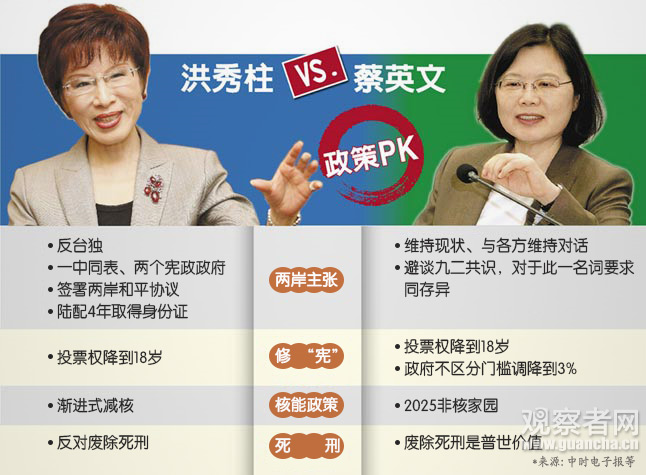 洪秀柱 VS. 蔡英文
政策PK
• 反台独
• 一中同表、两个宪政政府
• 签署两岸和平协议
• 陆配4年取得身份证
两岸主张
• 维持现状、与各方维持对话
• 避谈九二共识，对于此一名词要求
同存异
• 投票权降到18岁
修“宪”
• 投票权降到18岁
• 政府不区分门槛调降到3%
• 渐进式减核
核能政策
• 2025非核家园
• 反对废除死刑
死 刑
• 废除死刑是普世价值
观察者网
www.guancha.cn
*来源: 中时电子报等